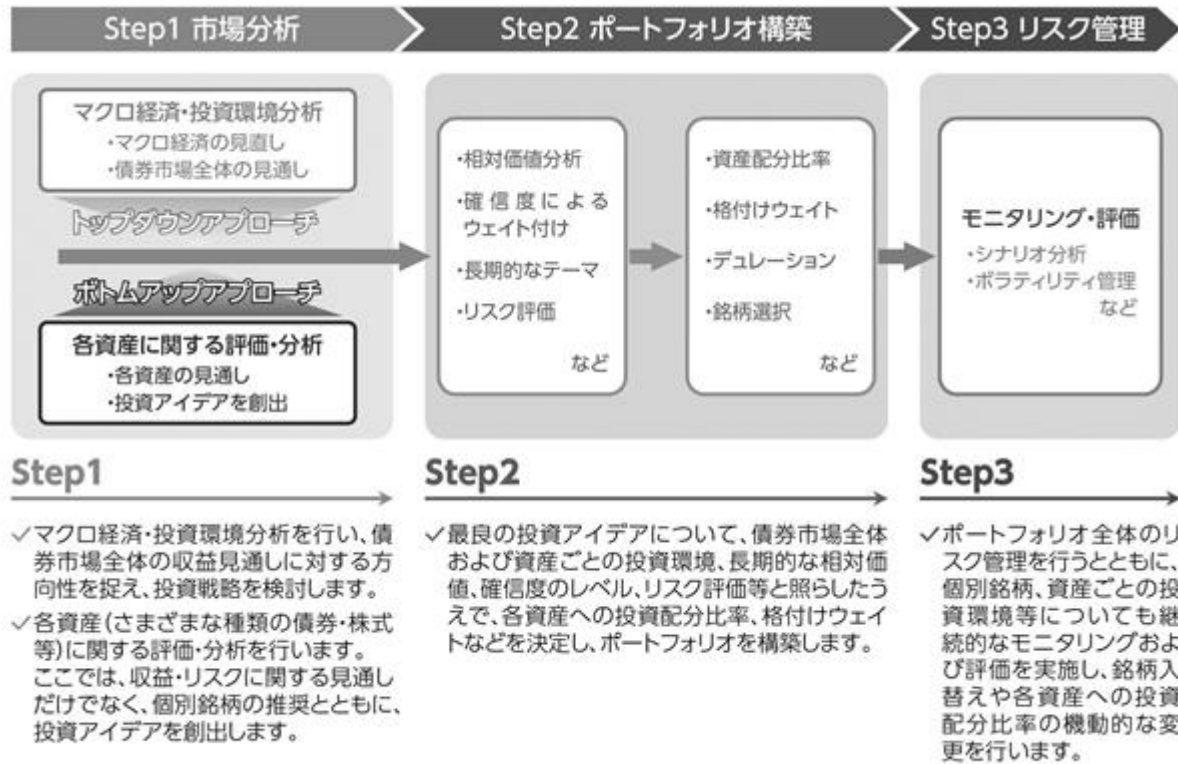 Step1 市場分析
Step2 ポートフォリオ構築
Step3 リスク管理
マクロ経済・投資環境分析
・マクロ経済の見直し
・債券市場全体の見通し
トップダウンアプローチ
ボトムアップアプローチ
各資産に関する評価・分析
・各資産の見通し
・投資アイデアを創出
・相対価値分析
・確信度による
ウェイト付け
・長期的なテーマ
・リスク評価
など
・資産配分比率
・格付けウェイト
・デュレーション
・銘柄選択
など
モニタリング・評価
・シナリオ分析
・ボラティリティ管理
など
Step1
✓マクロ経済・投資環境分析を行い、債
券市場全体の収益見通しに対する方
向性を捉え、投資戦略を検討します。
✓各資産(さまざまな種類の債券・株式
等)に関する評価・分析を行います。
ここでは、収益・リスクに関する見通し
だけでなく、個別銘柄の推奨とともに、
投資アイデアを創出します。
Step2
✓最良の投資アイデアについて、債券市場全体
および資産ごとの投資環境、長期的な相対価
値、確信度のレベル、リスク評価等と照らしたう
えで、各資産への投資配分比率、格付けウェイ
トなどを決定し、ポートフォリオを構築します。
Step3
✓ポートフォリオ全体のリ
スク管理を行うとともに、
個別銘柄、資産ごとの投
資環境等についても継
続的なモニタリングおよ
び評価を実施し、銘柄入
替えや各資産への投資
配分比率の機動的な変
更を行います。